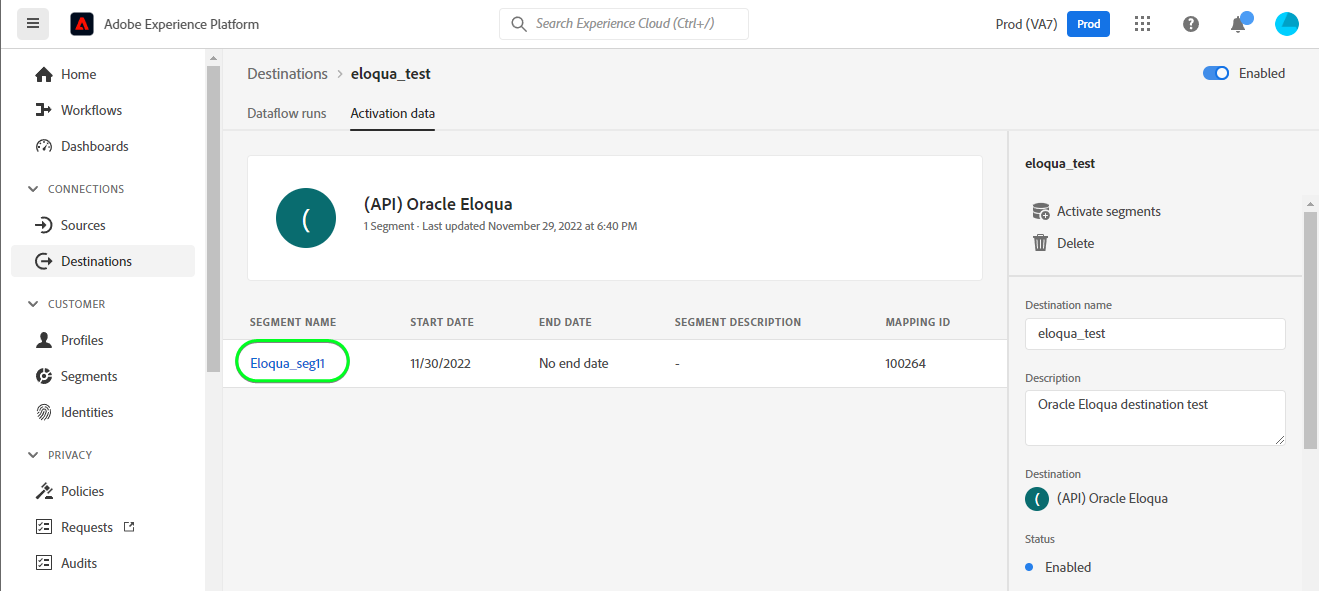 Adobe Experience Platform
Search Experience Cloud (Ctrl+/)
Prod (VA7)
Prod
Home
Workflows
Dashboards
CONNECTIONS
Sources
Destinations
CUSTOMER
Profiles
Segments
Identities
PRIVACY
Policies
Requests
Audits
Destinations › eloqua_test
Enabled
Dataflow runs Activation data
(
(API) Oracle Eloqua
1 Segment · Last updated November 29, 2022 at 6:40 PM
SEGMENT NAME START DATE END DATE SEGMENT DESCRIPTION MAPPING ID
Eloqua_seg11 11/30/2022 No end date - 100264
eloqua_test
Activate segments
Delete
Destination name
eloqua_test
Description
Oracle Eloqua destination test
Destination
( (API) Oracle Eloqua
Status
Enabled